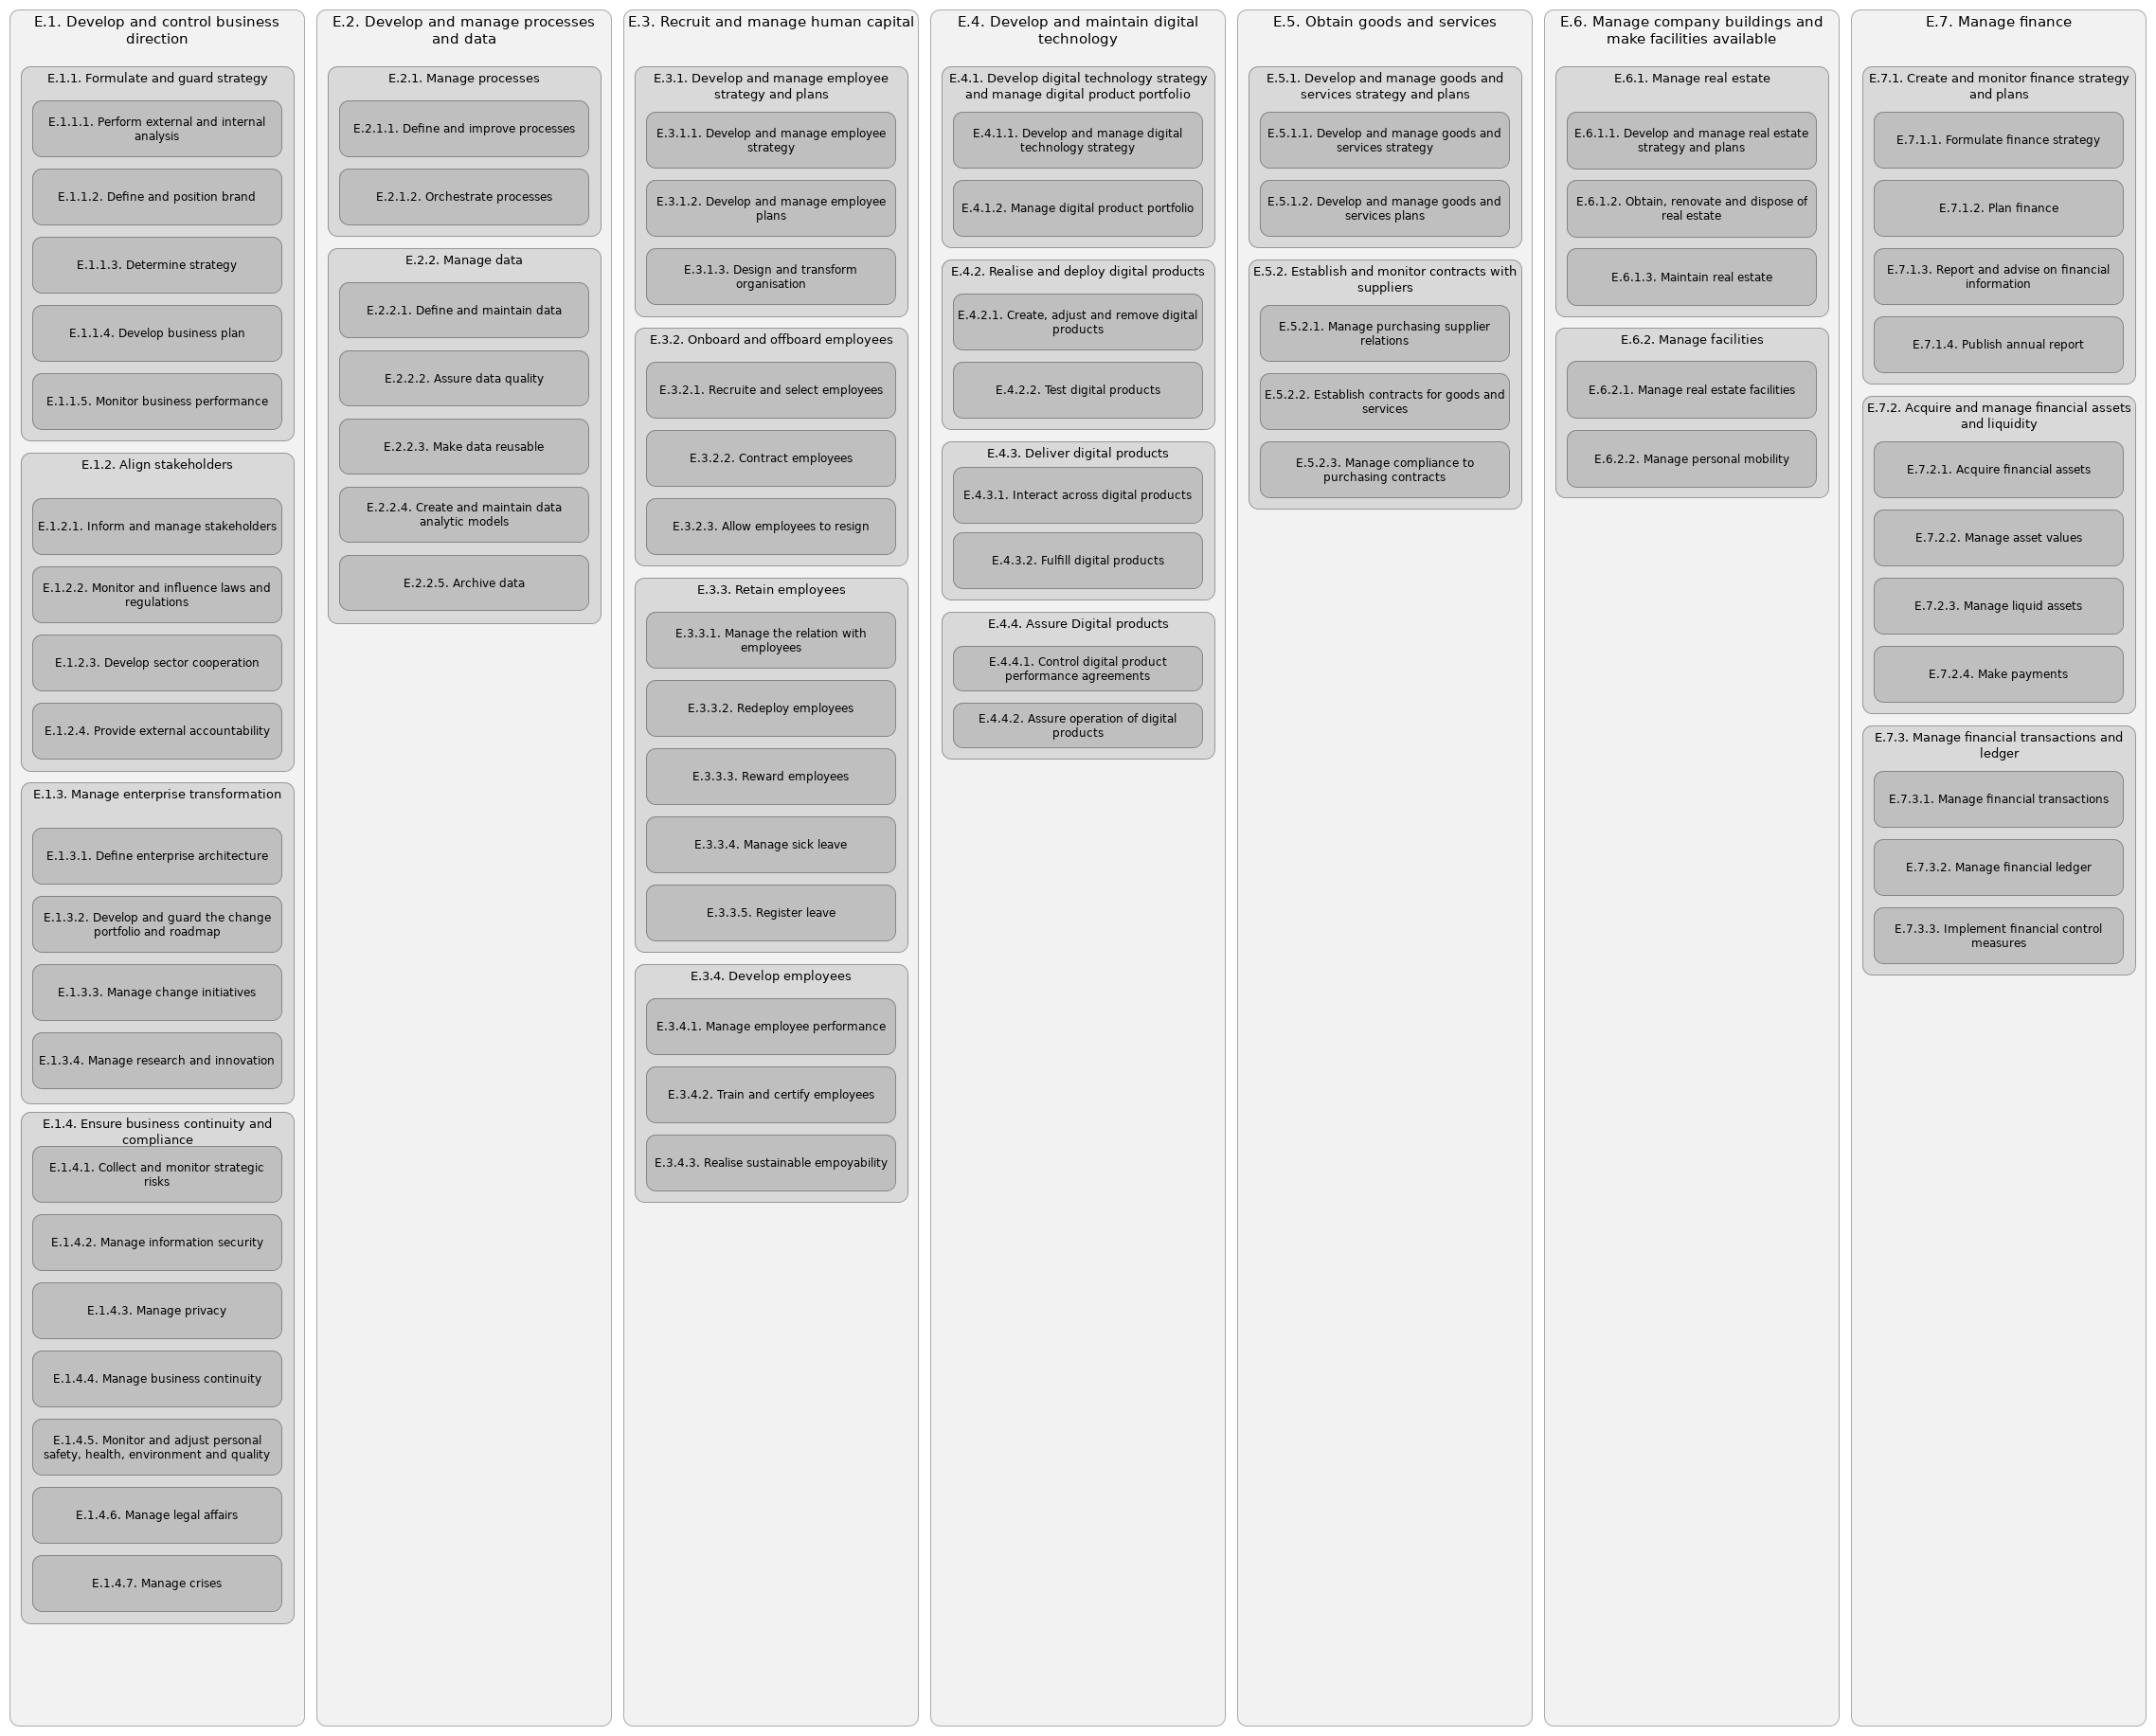 E.1. Develop and control business
direction
E.1.1. Formulate and guard strategy
E.1.1.1. Perform external and internal
analysis
E.1.1.2. Define and position brand
E.1.1.3. Determine strategy
E.1.1.4. Develop business plan
E.1.1.5. Monitor business performance
E.1.2. Align stakeholders
E.1.2.1. Inform and manage stakeholders
E.1.2.2. Monitor and influence laws and
regulations
E.1.2.3. Develop sector cooperation
E.1.2.4. Provide external accountability
E.1.3. Manage enterprise transformation
E.1.3.1. Define enterprise architecture
E.1.3.2. Develop and guard the change
portfolio and roadmap
E.1.3.3. Manage change initiatives
E.1.3.4. Manage research and innovation
E.1.4. Ensure business continuity and
compliance
E.1.4.1. Collect and monitor strategic
risks
E.1.4.2. Manage information security
E.1.4.3. Manage privacy
E.1.4.4. Manage business continuity
E.1.4.5. Monitor and adjust personal
safety, health, environment and quality
E.1.4.6. Manage legal affairs
E.1.4.7. Manage crises
E.2. Develop and manage processes
and data
E.2.1. Manage processes
E.2.1.1. Define and improve processes
E.2.1.2. Orchestrate processes
E.2.2. Manage data
E.2.2.1. Define and maintain data
E.2.2.2. Assure data quality
E.2.2.3. Make data reusable
E.2.2.4. Create and maintain data
analytic models
E.2.2.5. Archive data
E.3. Recruit and manage human capital
E.3.1. Develop and manage employee
strategy and plans
E.3.1.1. Develop and manage employee
strategy
E.3.1.2. Develop and manage employee
plans
E.3.1.3. Design and transform
organisation
E.3.2. Onboard and offboard employees
E.3.2.1. Recruite and select employees
E.3.2.2. Contract employees
E.3.2.3. Allow employees to resign
E.3.3. Retain employees
E.3.3.1. Manage the relation with
employees
E.3.3.2. Redeploy employees
E.3.3.3. Reward employees
E.3.3.4. Manage sick leave
E.3.3.5. Register leave
E.3.4. Develop employees
E.3.4.1. Manage employee performance
E.3.4.2. Train and certify employees
E.3.4.3. Realise sustainable empoyability
E.4. Develop and maintain digital
technology
E.4.1. Develop digital technology strategy
and manage digital product portfolio
E.4.1.1. Develop and manage digital
technology strategy
E.4.1.2. Manage digital product portfolio
E.4.2. Realise and deploy digital products
E.4.2.1. Create, adjust and remove digital
products
E.4.2.2. Test digital products
E.4.3. Deliver digital products
E.4.3.1. Interact across digital products
E.4.3.2. Fulfill digital products
E.4.4. Assure Digital products
E.4.4.1. Control digital product
performance agreements
E.4.4.2. Assure operation of digital
products
E.5. Obtain goods and services
E.5.1. Develop and manage goods and
services strategy and plans
E.5.1.1. Develop and manage goods and
services strategy
E.5.1.2. Develop and manage goods and
services plans
E.5.2. Establish and monitor contracts with
suppliers
E.5.2.1. Manage purchasing supplier
relations
E.5.2.2. Establish contracts for goods and
services
E.5.2.3. Manage compliance to
purchasing contracts
E.6. Manage company buildings and
make facilities available
E.6.1. Manage real estate
E.6.1.1. Develop and manage real estate
strategy and plans
E.6.1.2. Obtain, renovate and dispose of
real estate
E.6.1.3. Maintain real estate
E.6.2. Manage facilities
E.6.2.1. Manage real estate facilities
E.6.2.2. Manage personal mobility
E.7. Manage finance
E.7.1. Create and monitor finance strategy
and plans
E.7.1.1. Formulate finance strategy
E.7.1.2. Plan finance
E.7.1.3. Report and advise on financial
information
E.7.1.4. Publish annual report
E.7.2. Acquire and manage financial assets
and liquidity
E.7.2.1. Acquire financial assets
E.7.2.2. Manage asset values
E.7.2.3. Manage liquid assets
E.7.2.4. Make payments
E.7.3. Manage financial transactions and
ledger
E.7.3.1. Manage financial transactions
E.7.3.2. Manage financial ledger
E.7.3.3. Implement financial control
measures